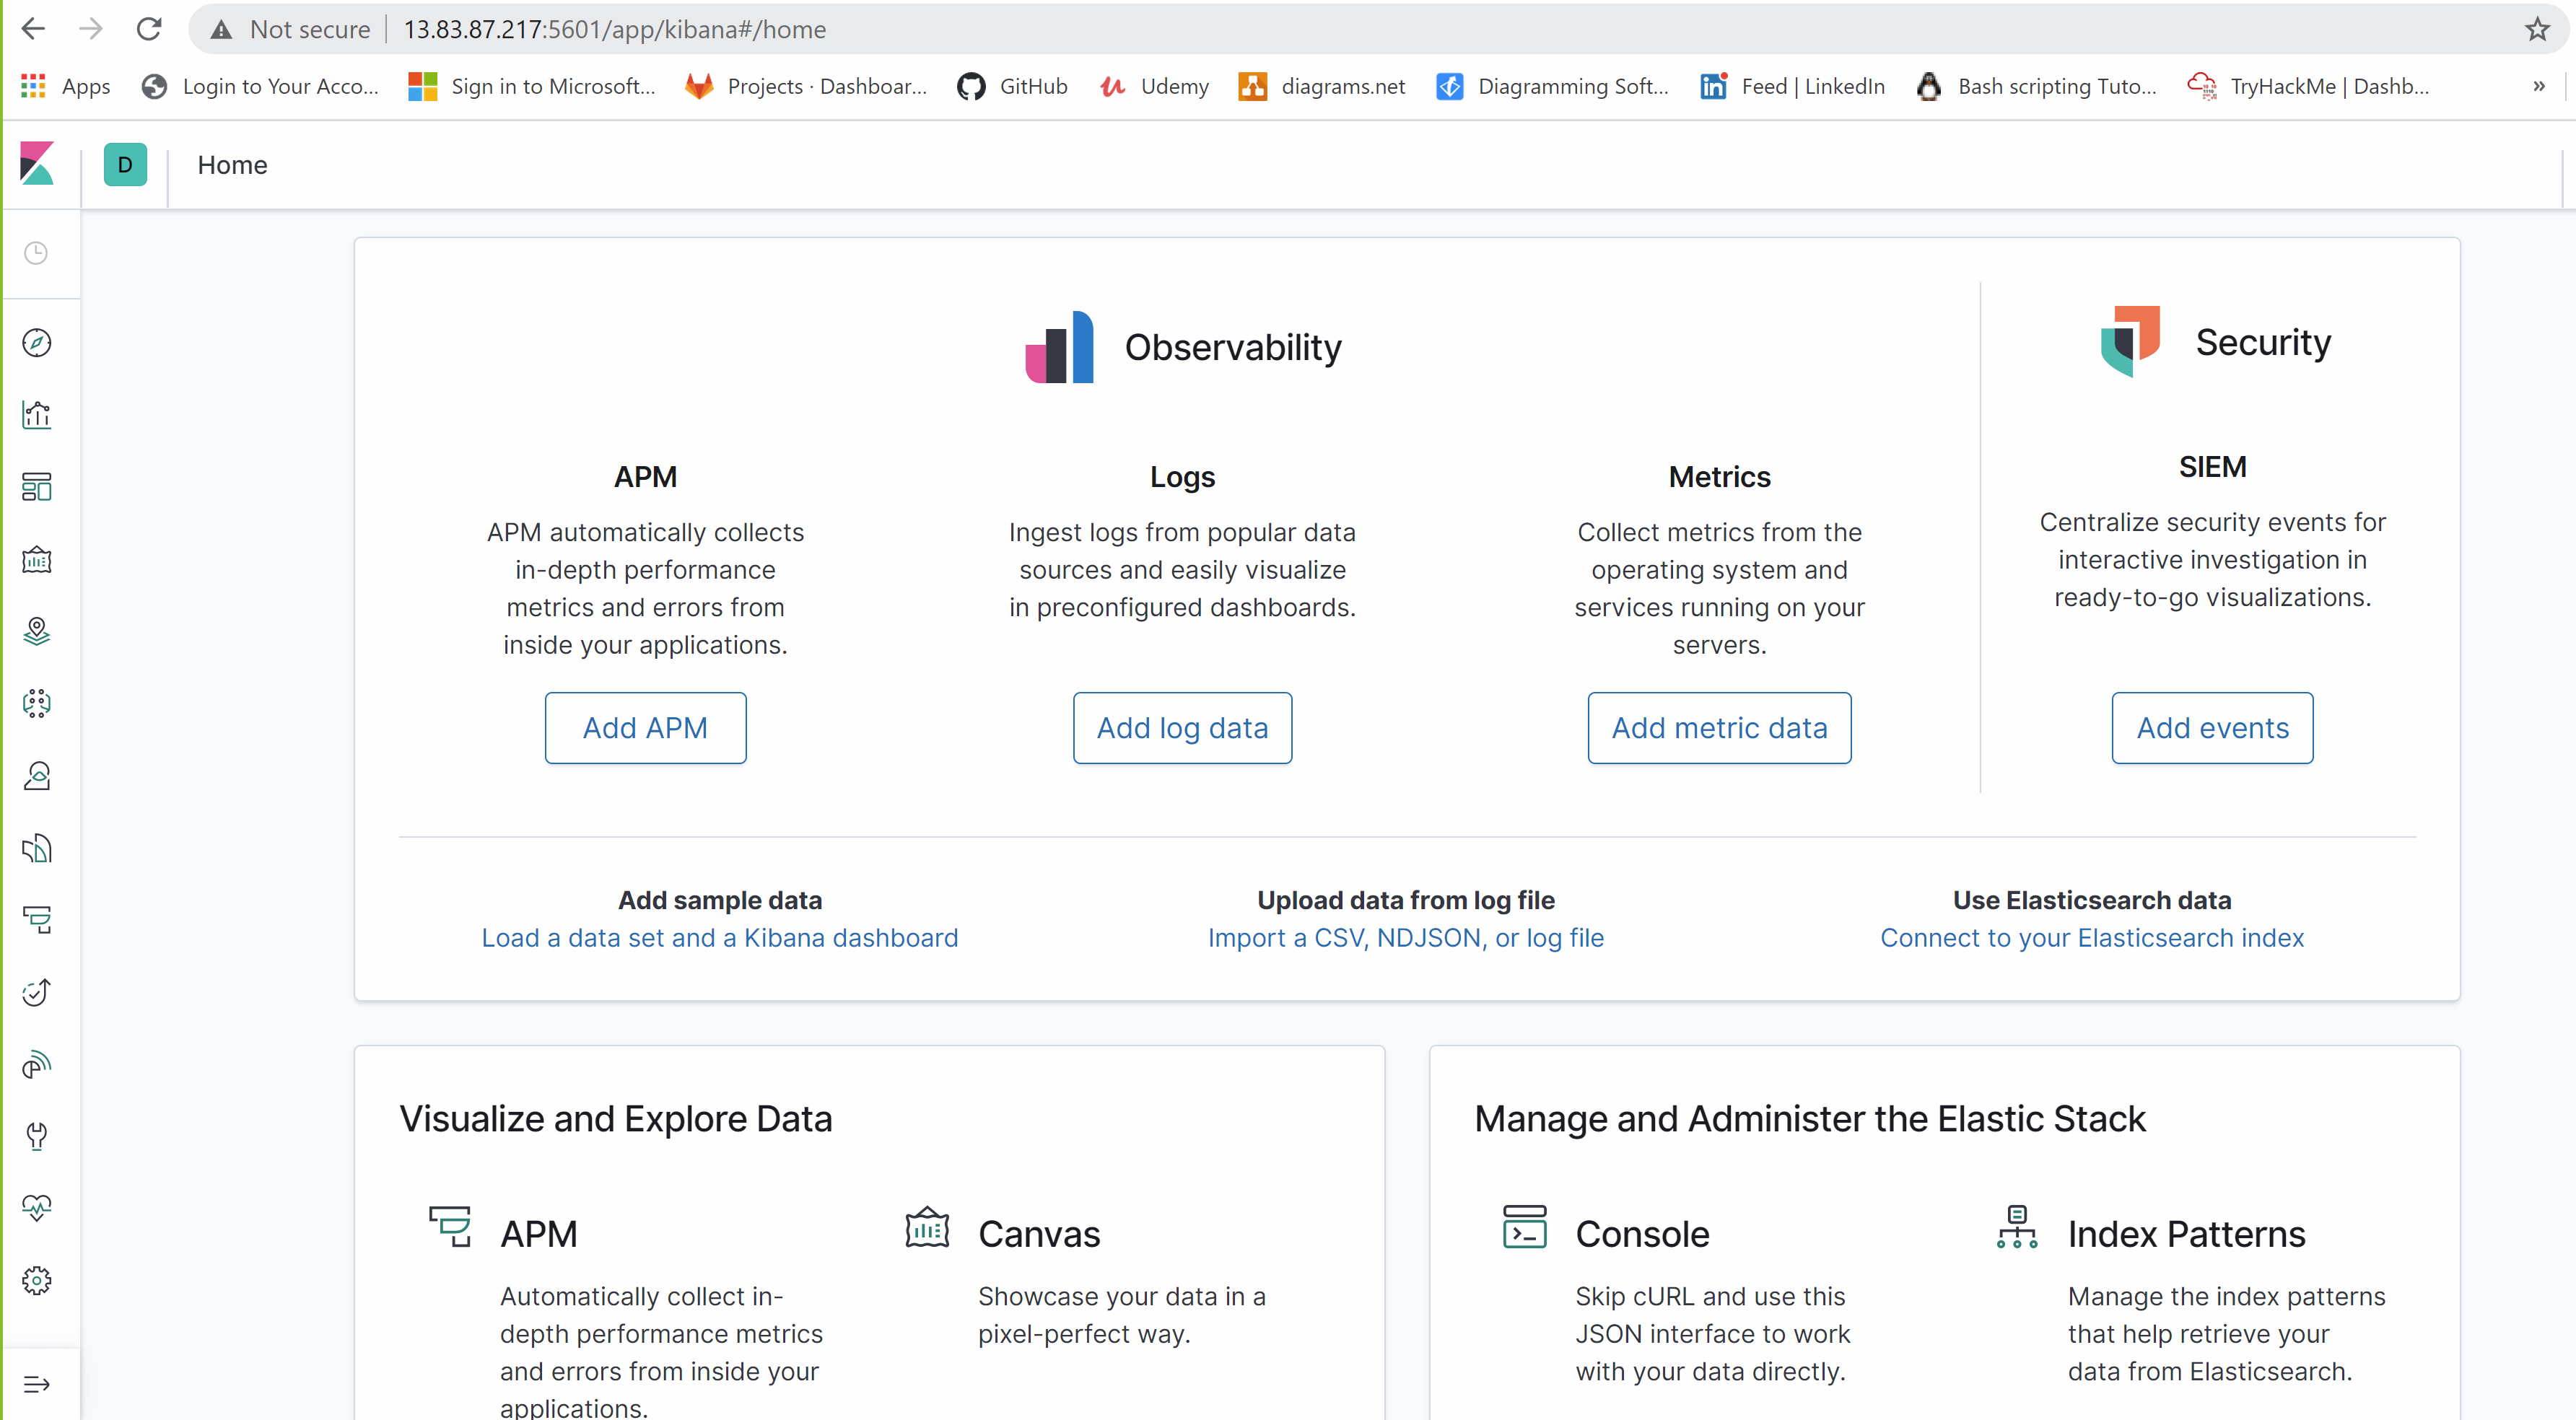 Not secure 13.83.87.217:5601/app/kibana#/home
Apps Login to Your Acco... Sign in to Microsoft... Projects · Dashboar... GitHub Udemy diagrams.net Diagramming Soft... Feed | LinkedIn Bash scripting Tuto... TryHackMe | Dashb... »
D Home
Observability
Security
APM
APM automatically collects
in-depth performance
metrics and errors from
inside your applications.
Add APM
Logs
Ingest logs from popular data
sources and easily visualize
in preconfigured dashboards.
Add log data
Metrics
Collect metrics from the
operating system and
services running on your
servers.
Add metric data
SIEM
Centralize security events for
interactive investigation in
ready-to-go visualizations.
Add events
Add sample data
Load a data set and a Kibana dashboard
Upload data from log file
Import a CSV, NDJSON, or log file
Use Elasticsearch data
Connect to your Elasticsearch index
Visualize and Explore Data
APM
Automatically collect in-
depth performance metrics
and errors from inside your
applications.
Canvas
Showcase your data in a
pixel-perfect way.
Manage and Administer the Elastic Stack
Console
Skip cURL and use this
JSON interface to work
with your data directly.
Index Patterns
Manage the index patterns
that help retrieve your
data from Elasticsearch.